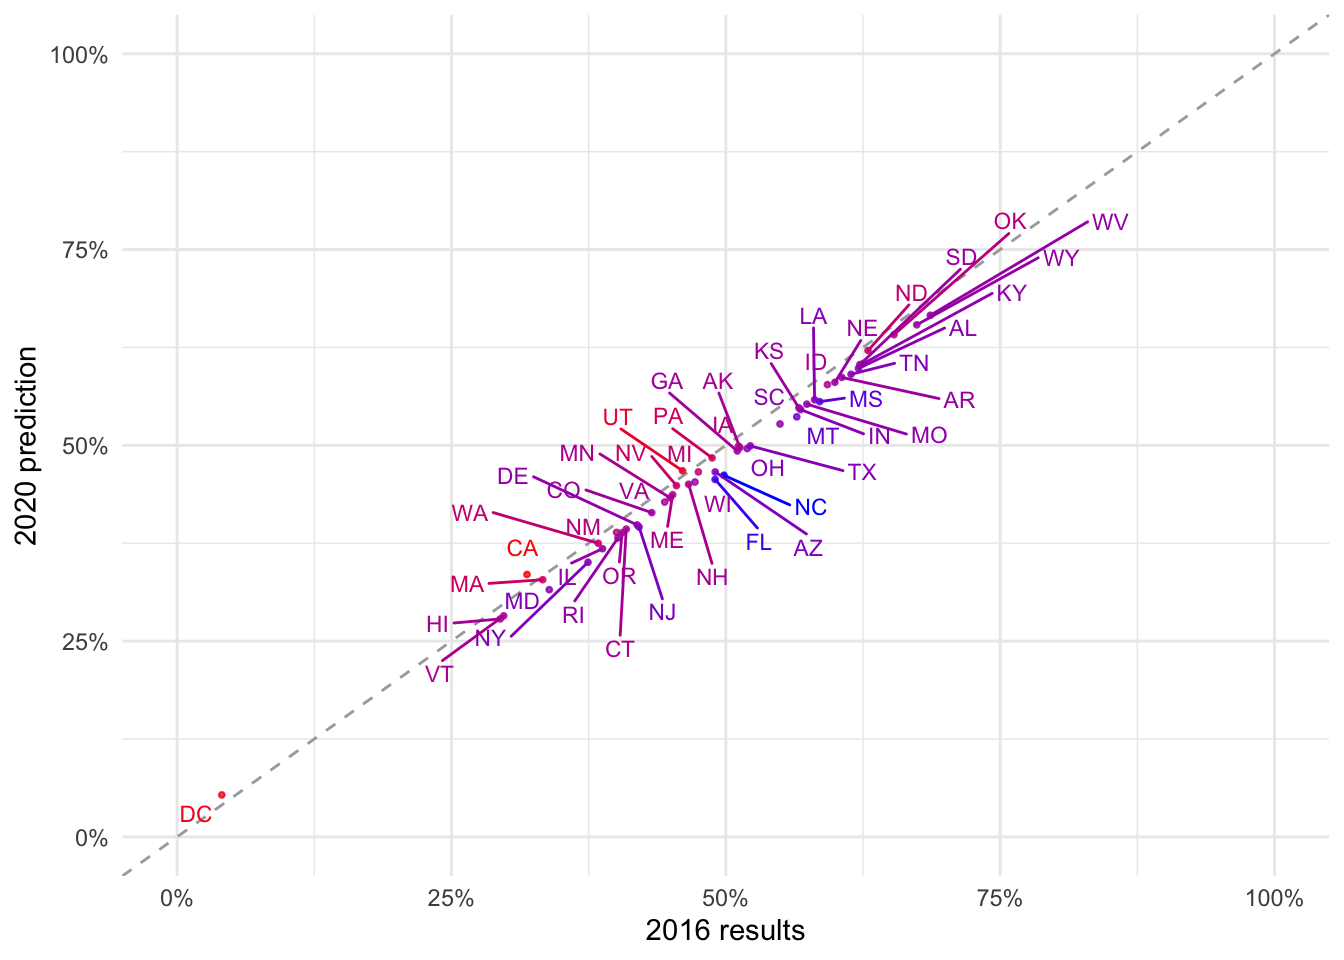 100%
75%
50%
25%
0%
2020 prediction
OK
WV
SD
WY
ND
KY
LA
NE
AL
KS
ID
TN
GA
AK
SC
MS
AR
UT
PA
IA
MT
IN
MO
MN
NV
MI
OH
TX
DE
CO
VA
WI
NC
WA
NM
ME
FL
AZ
CA
MA
IL
OR
NH
MD
RI
NJ
HI
NY
CT
VT
DC
0%
25%
50%
75%
100%
2016 results